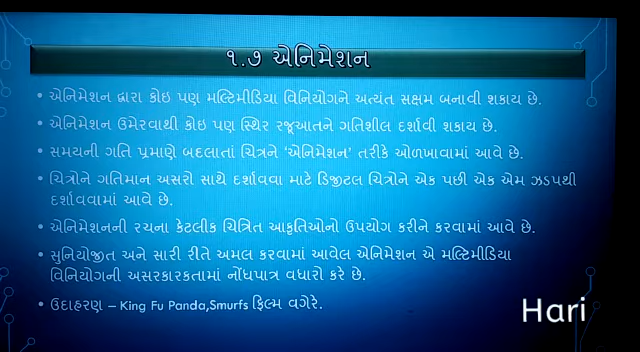 ૧.૭ એનિમેશન
• એનિમેશન દ્વારા કોઇ પણ મલ્ટિમીડિયા વિનિયોગને અત્યંત સક્ષમ બનાવી શકાય છે.
• એનિમેશન ઉમેરવાથી કોઇ પણ સ્થિર રજૂઆતને ગતિશીલ દર્શાવી શકાય છે.
• સમયની ગતિ પ્રમાણે બદલાતાં ચિત્રને ‘એનિમેશન’ તરીકે ઓળખાવામાં આવે છે.
• ચિત્રોને ગતિમાન અસરો સાથે દર્શાવવા માટે ડિજીટલ ચિત્રોને એક પછી એક એમ ઝડપથી
દર્શાવવામાં આવે છે.
• એનિમેશનની રચના કેટલીક ચિત્રિત આકૃતિઓનો ઉપયોગ કરીને કરવામાં આવે છે.
• સુનિયોજીત અને સારી રીતે અમલ કરવામાં આવેલ એનિમેશન એ મલ્ટિમીડિયા
વિનિયોગની અસરકારકતામાં નોંધપાત્ર વધારો કરે છે.
• ઉદાહરણ – King Fu Panda,Smurfs ફિલ્મ વગેરે.
Hari